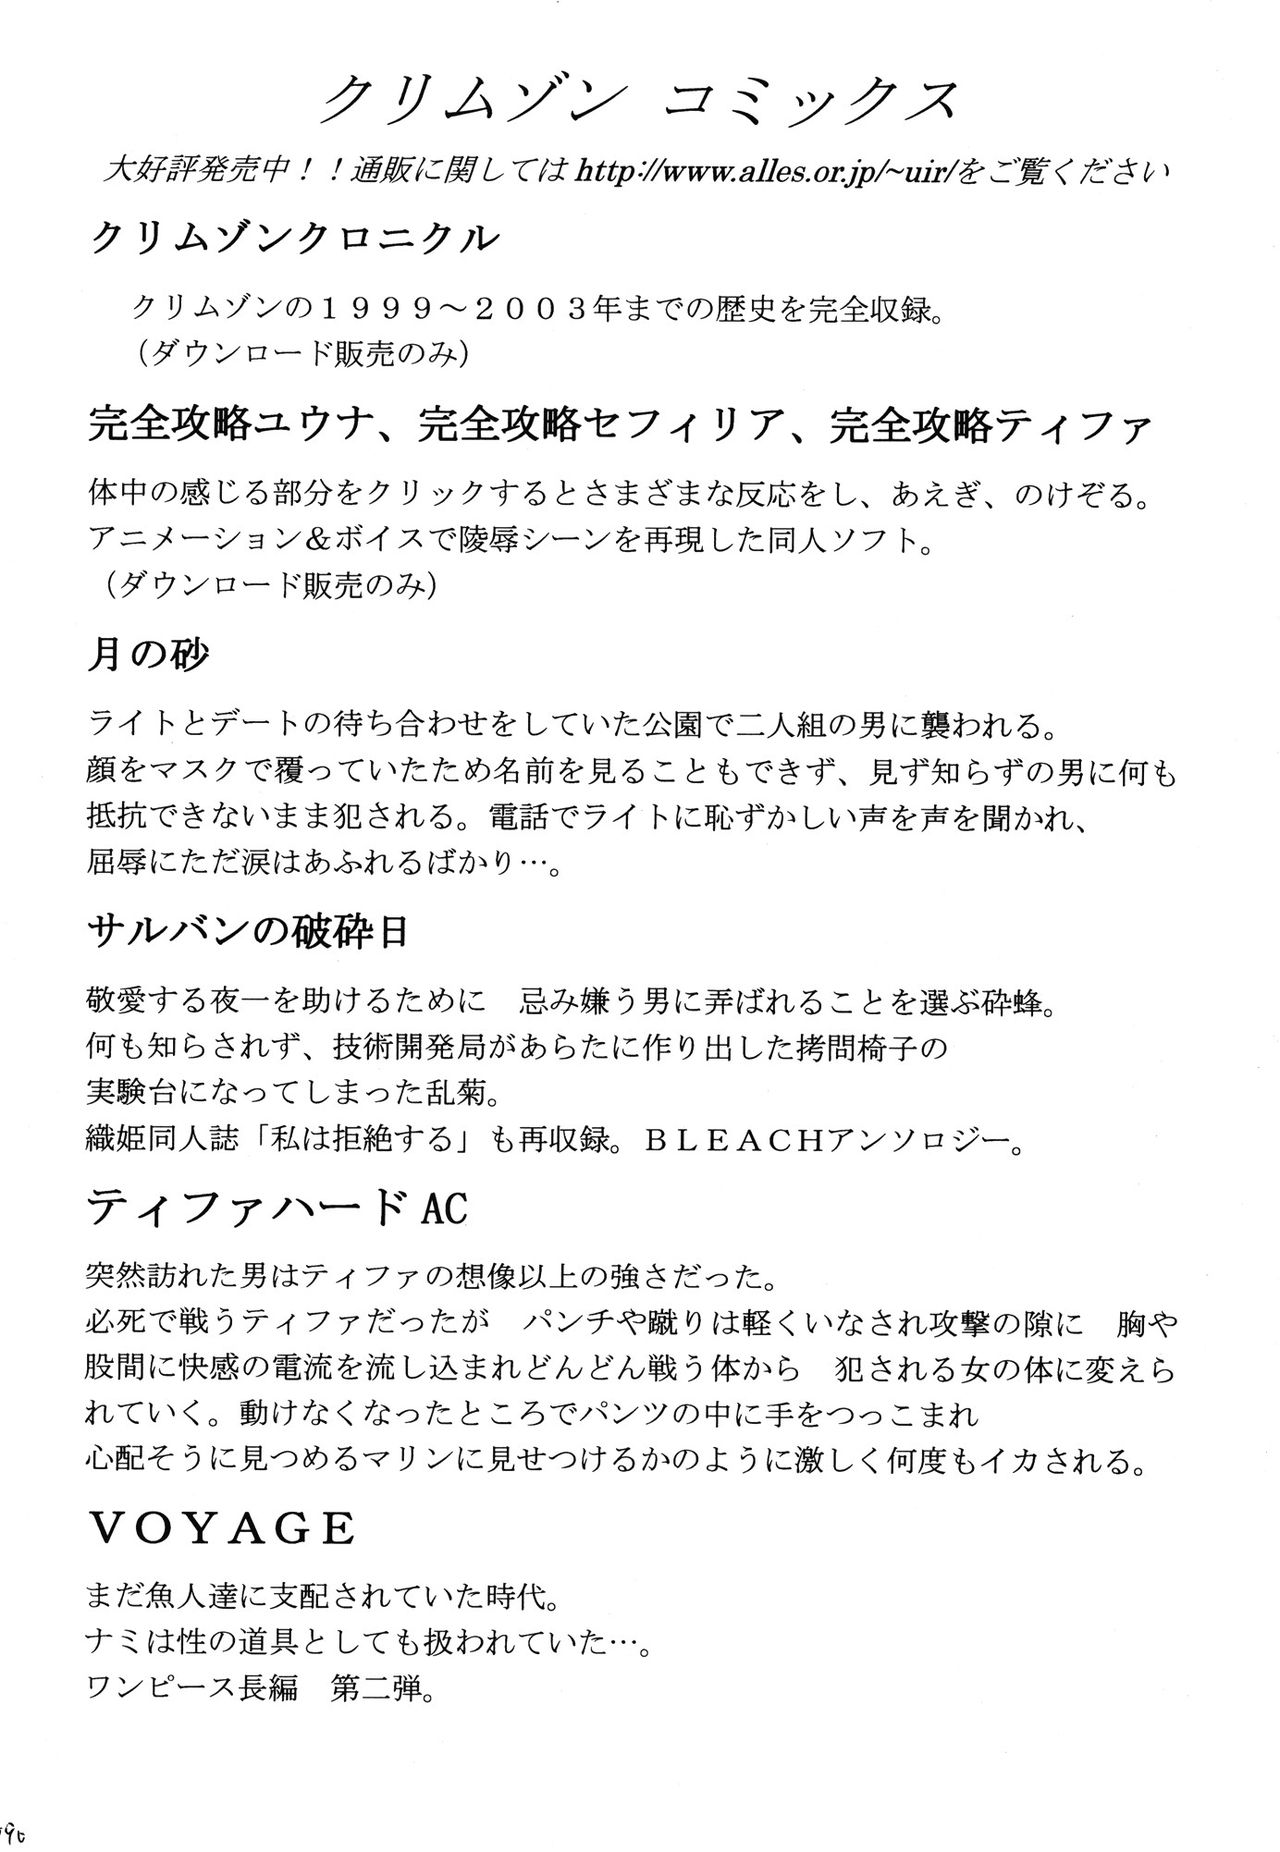 クリムゾン コミックス
大好評発売中！！通販に関しては http://www.alles.or.jp/~uir/をご覧ください
クリムゾンクロニクル
クリムゾンの１９９９～２００３年までの歴史を完全収録。
（ダウンロード販売のみ）
完全攻略ユウナ、完全攻略セフィリア、完全攻略ティファ
体中の感じる部分をクリックするとさまざまな反応をし、あえぎ、のけぞる。
アニメーション＆ボイスで陵辱シーンを再現した同人ソフト。
（ダウンロード販売のみ）
月の砂
ライトとデートの待ち合わせをしていた公園で二人組の男に襲われる。
顔をマスクで覆っていたため名前を見ることもできず、見ず知らずの男に何も
抵抗できないまま犯される。電話でライトに恥ずかしい声を声を聞かれ、
屈辱にただ涙はあふれるばかり…。
サルバンの破砕日
敬愛する夜一を助けるために　忌み嫌う男に弄ばれることを選ぶ砕蜂。
何も知らされず、技術開発局があらたに作り出した拷問椅子の
実験台になってしまった乱菊。
織姫同人誌「私は拒絶する」も再収録。ＢＬＥＡＣＨアンソロジー。
ティファハード AC
突然訪れた男はティファの想像以上の強さだった。
必死で戦うティファだったが　パンチや蹴りは軽くいなされ攻撃の隙に　胸や
股間に快感の電流を流し込まれどんどん戦う体から　犯される女の体に変えら
れていく。動けなくなったところでパンツの中に手をつっこまれ
心配そうに見つめるマリンに見せつけるかのように激しく何度もイカされる。
ＶＯＹＡＧＥ
まだ魚人達に支配されていた時代。
ナミは性の道具としても扱われていた…。
ワンピース長編　第二弾。